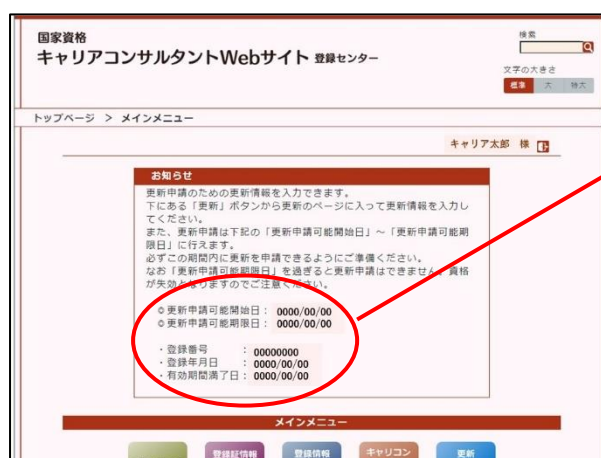 国家資格
キャリアコンサルタントWebサイト 登録センター
検索
文字の大きさ
標準 大 特大
トップページ > メインメニュー
キャリア太郎 様
お知らせ
更新申請のための更新情報を入力できます。
下にある「更新」ボタンから更新のページに入って更新情報を入力し
てください。
また、更新申請は下記の「更新申請可能開始日」～「更新申請可能期
限日」に行えます。
必ずこの期間内に更新を申請できるようにご準備ください。
なお「更新申請可能期限日」を過ぎると更新申請はできません。資格
が失効となりますのでご注意ください。
◎更新申請可能開始日： 0000/00/00
◎更新申請可能期限日： 0000/00/00
・登録番号 ： 00000000
・登録年月日 ： 0000/00/00
・有効期間満了日： 0000/00/00
メインメニュー
登録証情報 登録情報 キャリコン 更新